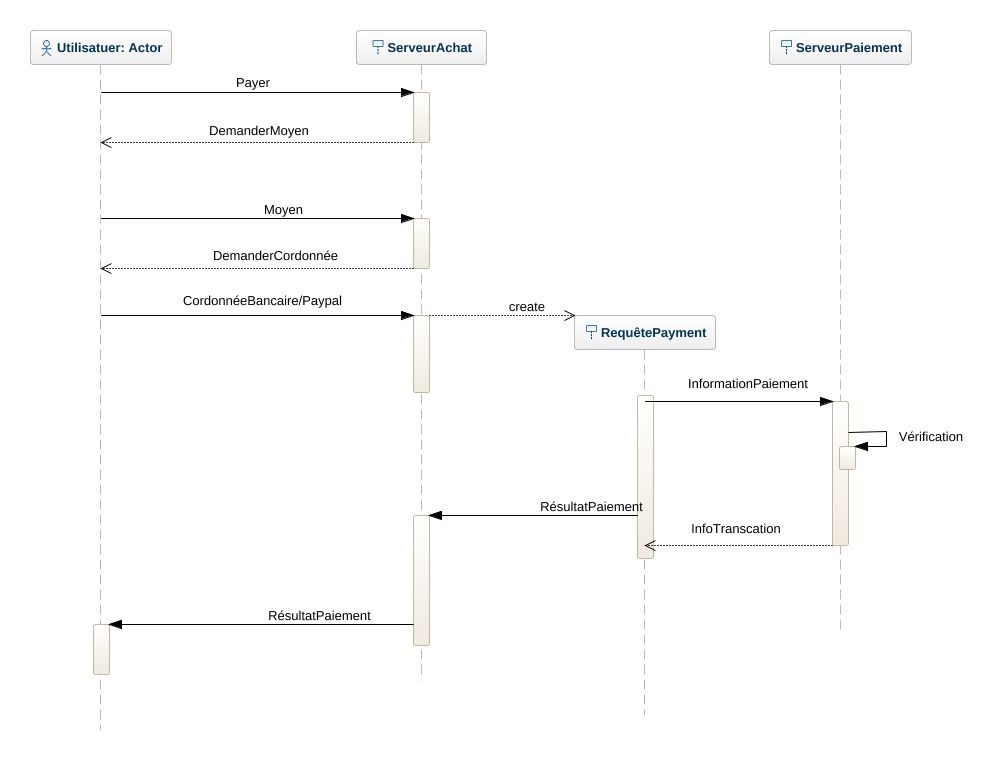 Utilisatuer: Actor
ServeurAchat
ServeurPaiement
Payer
DemanderMoyen
Moyen
DemanderCordonnée
CordonnéeBancaire/Paypal
create
RequêtePayment
InformationPaiement
Vérification
RésultatPaiement
InfoTranscation
RésultatPaiement